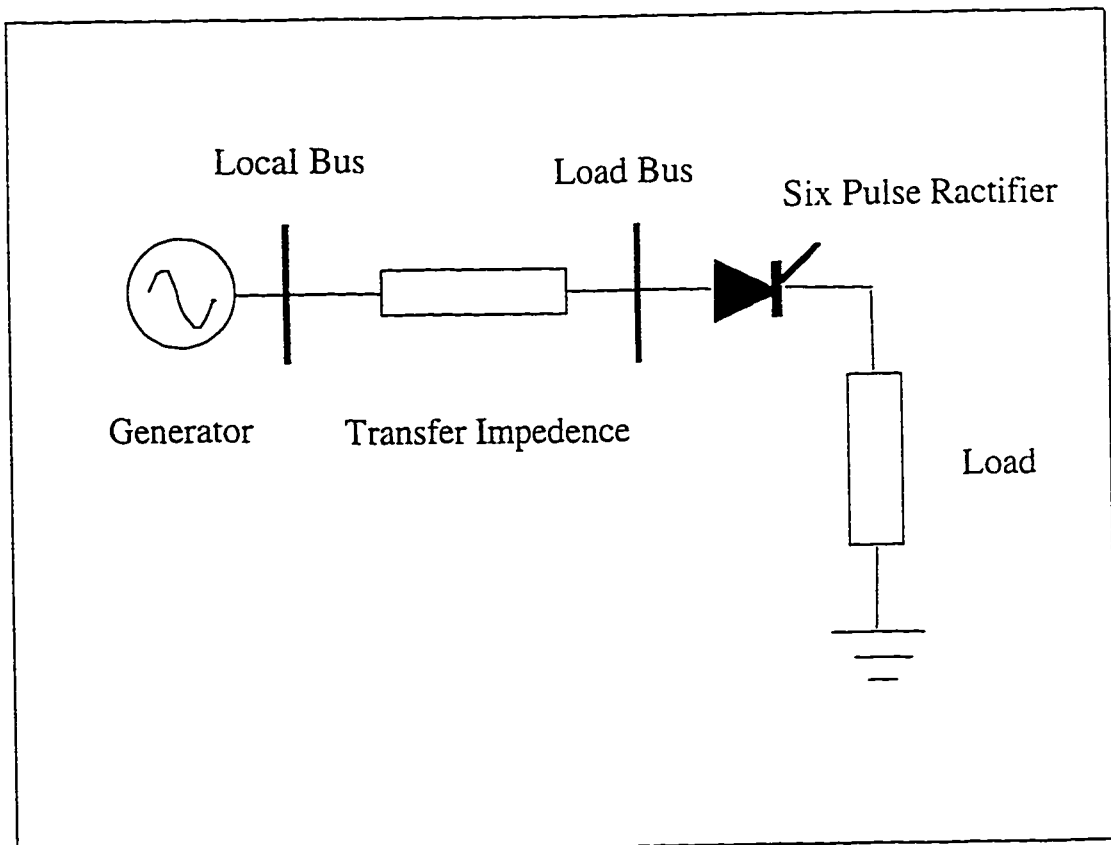 Local Bus
Load Bus
Six Pulse Ractifier
Generator
Transfer Impedence
Load